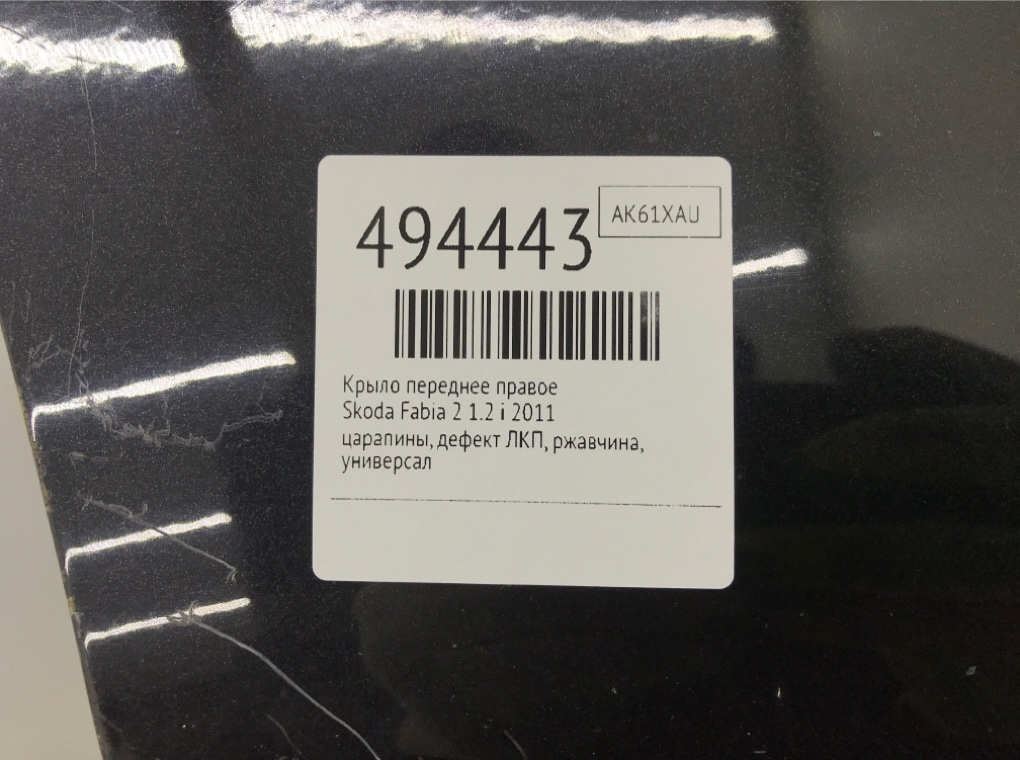 494443
AK61XAU
Крыло переднее правое
Skoda Fabia 2 1.2 i 2011
царапины, дефект ЛКП, ржавчина,
универсал